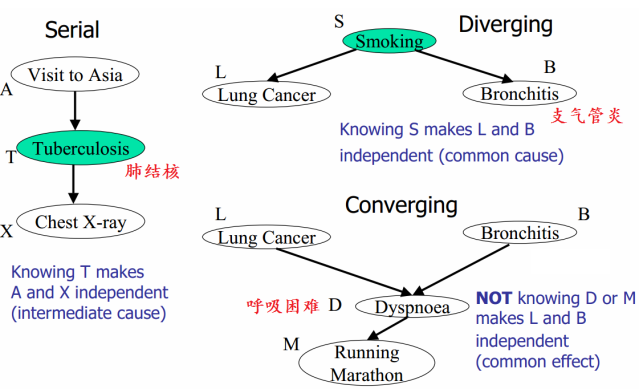 Serial
A
Visit to Asia
T
Tuberculosis
肺结核
X
Chest X-ray
Knowing T makes
A and X independent
(intermediate cause)
Diverging
S
Smoking
L
Lung Cancer
B
Bronchitis
支气管炎
Knowing S makes L and B
independent (common cause)
Converging
L
Lung Cancer
B
Bronchitis
呼吸困难 D
Dyspnoea
M
Running
Marathon
NOT knowing D or M
makes L and B
independent
(common effect)